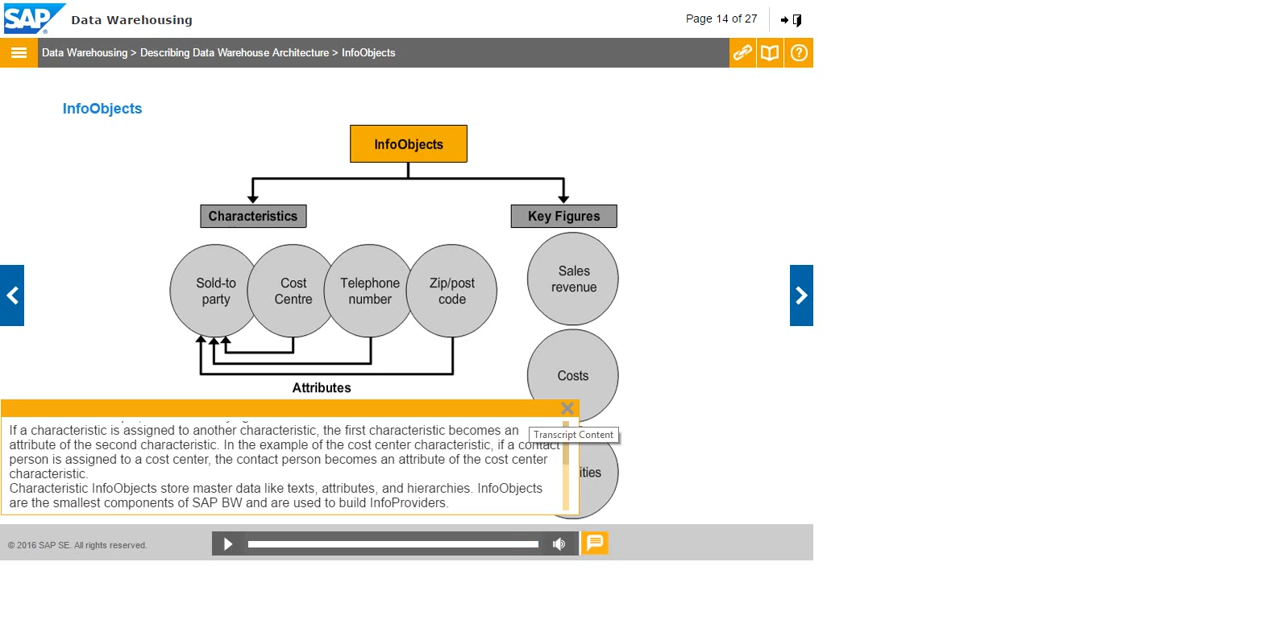 SAP
®
Data Warehousing
Page 14 of 27
Data Warehousing > Describing Data Warehouse Architecture > InfoObjects
InfoObjects
InfoObjects
Characteristics
Key Figures
Sold-to
party
Cost
Centre
Telephone
number
Zip/post
code
Sales
revenue
Costs
Attributes
If a characteristic is assigned to another characteristic, the first characteristic becomes an
attribute of the second characteristic. In the example of the cost center characteristic, if a contact
person is assigned to a cost center, the contact person becomes an attribute of the cost center
characteristic.
Characteristic InfoObjects store master data like texts, attributes, and hierarchies. InfoObjects
are the smallest components of SAP BW and are used to build InfoProviders.
Transcript Content
ities
© 2016 SAP SE. All rights reserved.